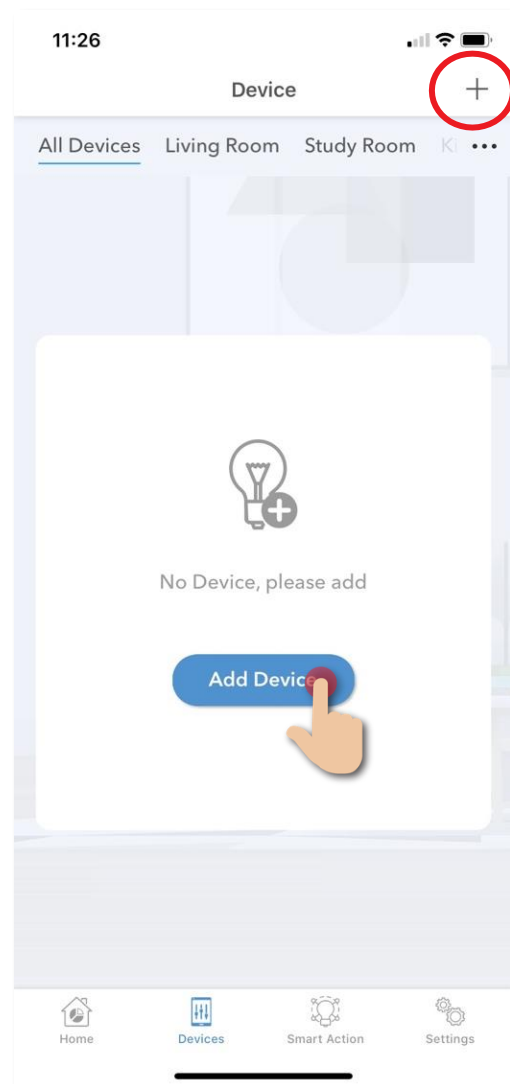 11:26
Device
All Devices Living Room Study Room
No Device, please add
Add Device
Home Devices Smart Action Settings